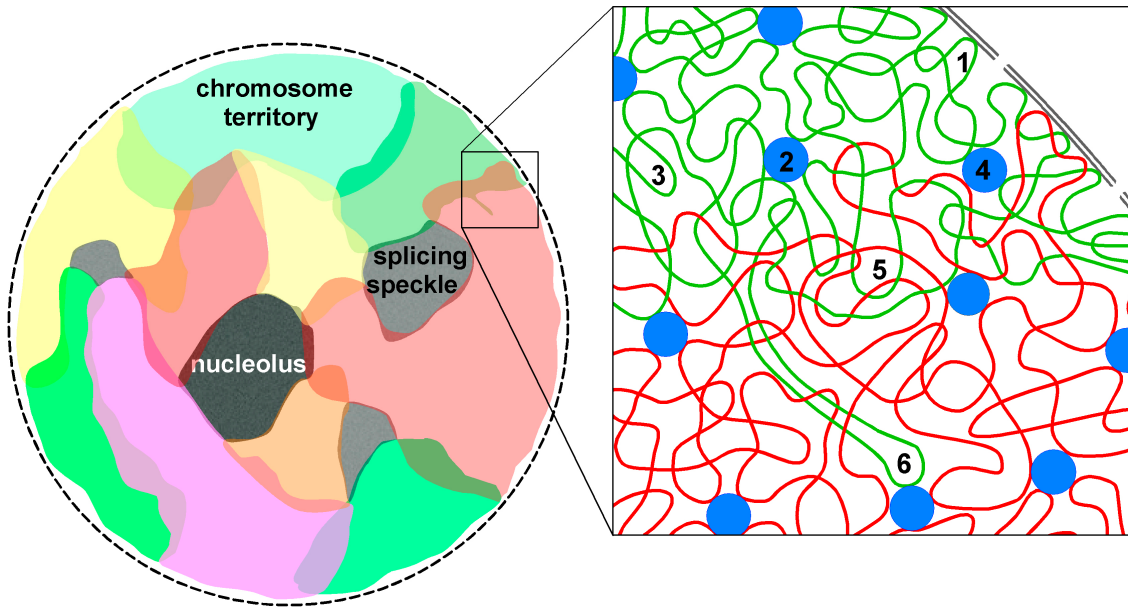 chromosome
territory
splicing
speckle
nucleolus
1
2
3
4
5
6